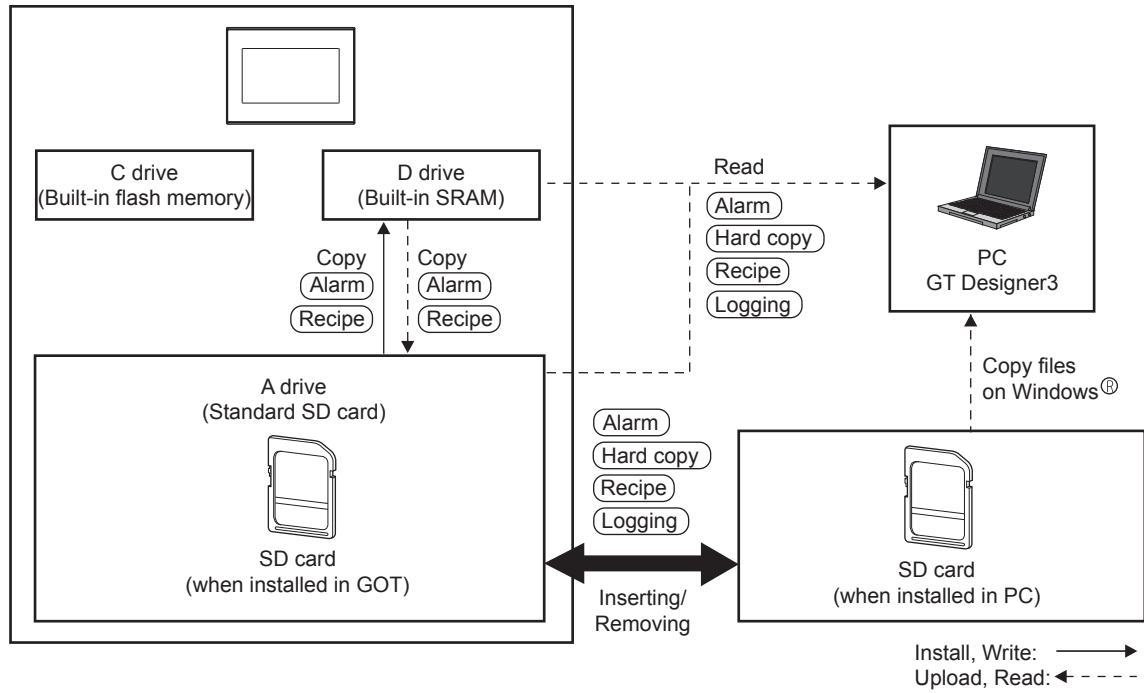 C drive
(Built-in flash memory)
D drive
(Built-in SRAM)
Copy
Alarm
Recipe
Copy
Alarm
Recipe
A drive
(Standard SD card)
SD card
(when installed in GOT)
Read
Alarm
Hard copy
Recipe
Logging
PC
GT Designer3
Copy files
on Windows®
Alarm
Hard copy
Recipe
Logging
Inserting/
Removing
SD card
(when installed in PC)
Install, Write:
Upload, Read: